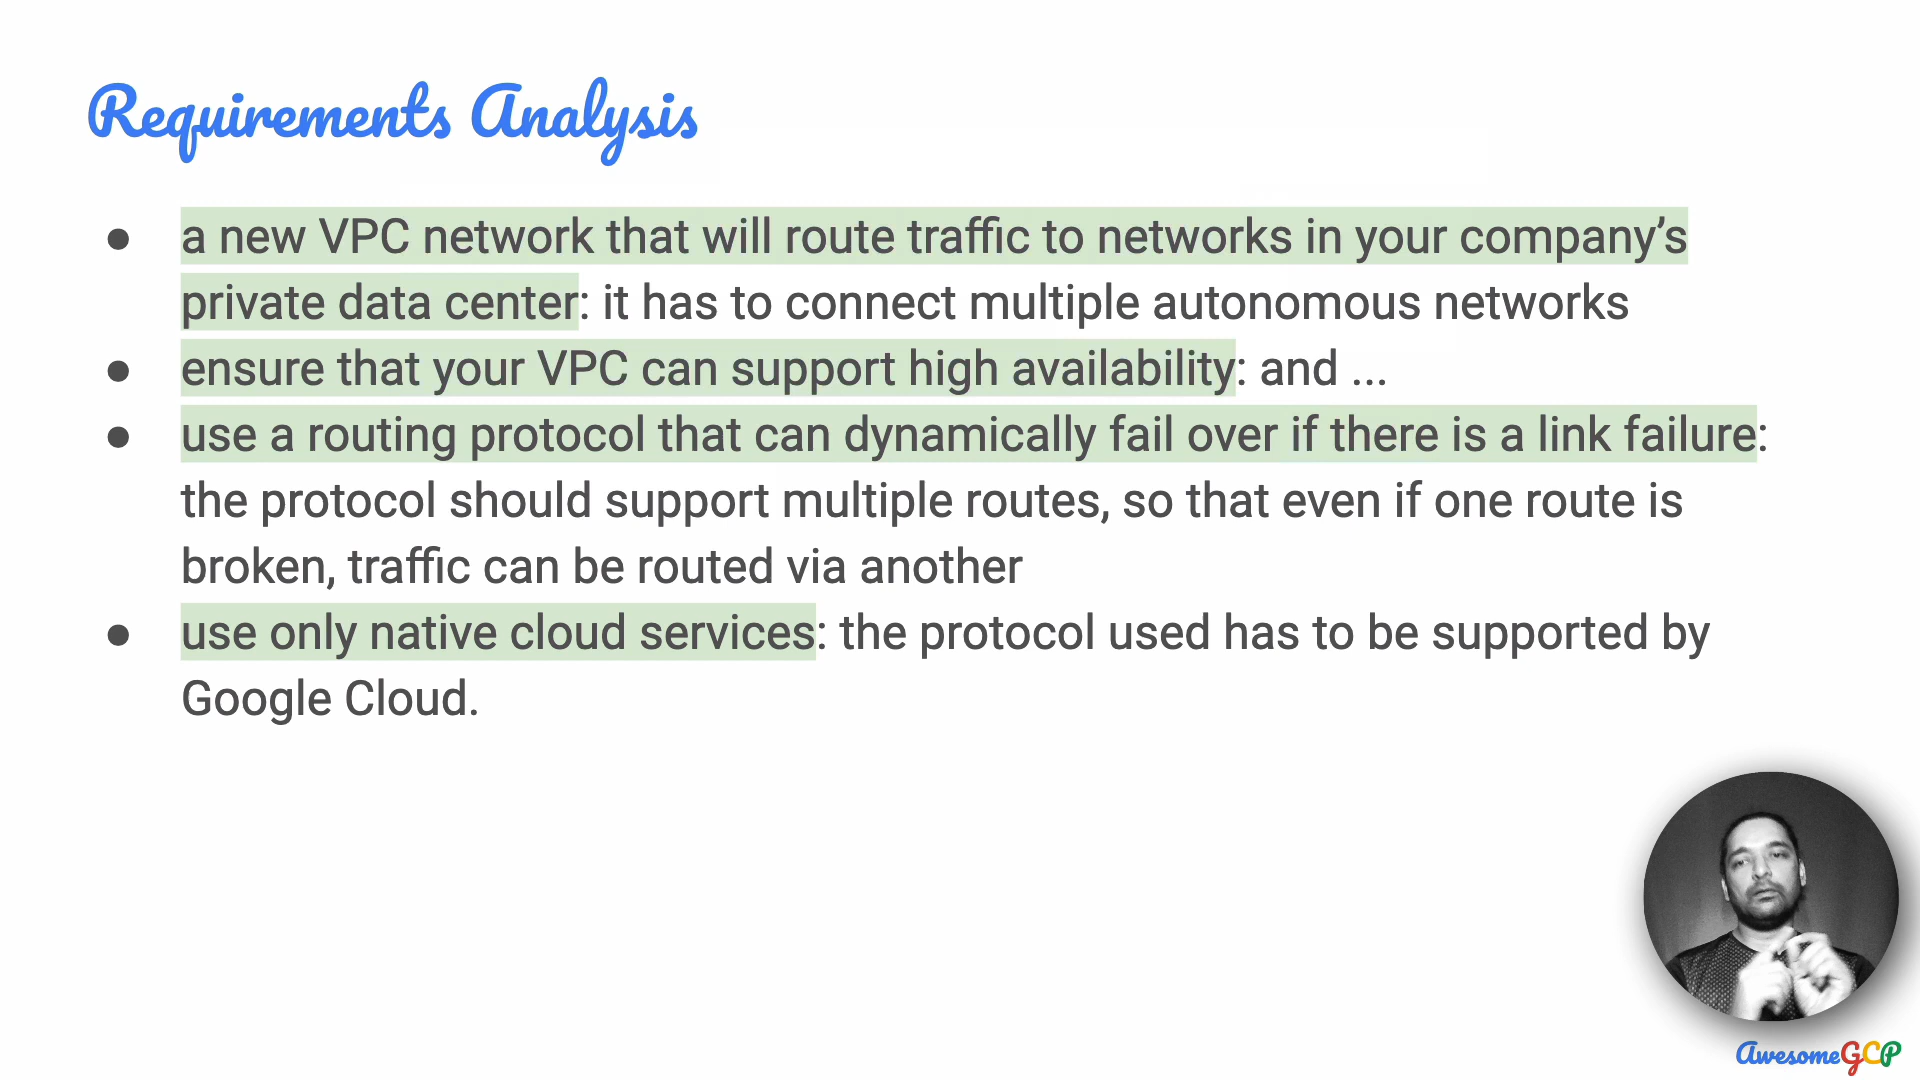 Requirements Analysis
● a new VPC network that will route traffic to networks in your company’s
private data center: it has to connect multiple autonomous networks
● ensure that your VPC can support high availability: and ...
● use a routing protocol that can dynamically fail over if there is a link failure:
the protocol should support multiple routes, so that even if one route is
broken, traffic can be routed via another
● use only native cloud services: the protocol used has to be supported by
Google Cloud.
AwesomeGCP